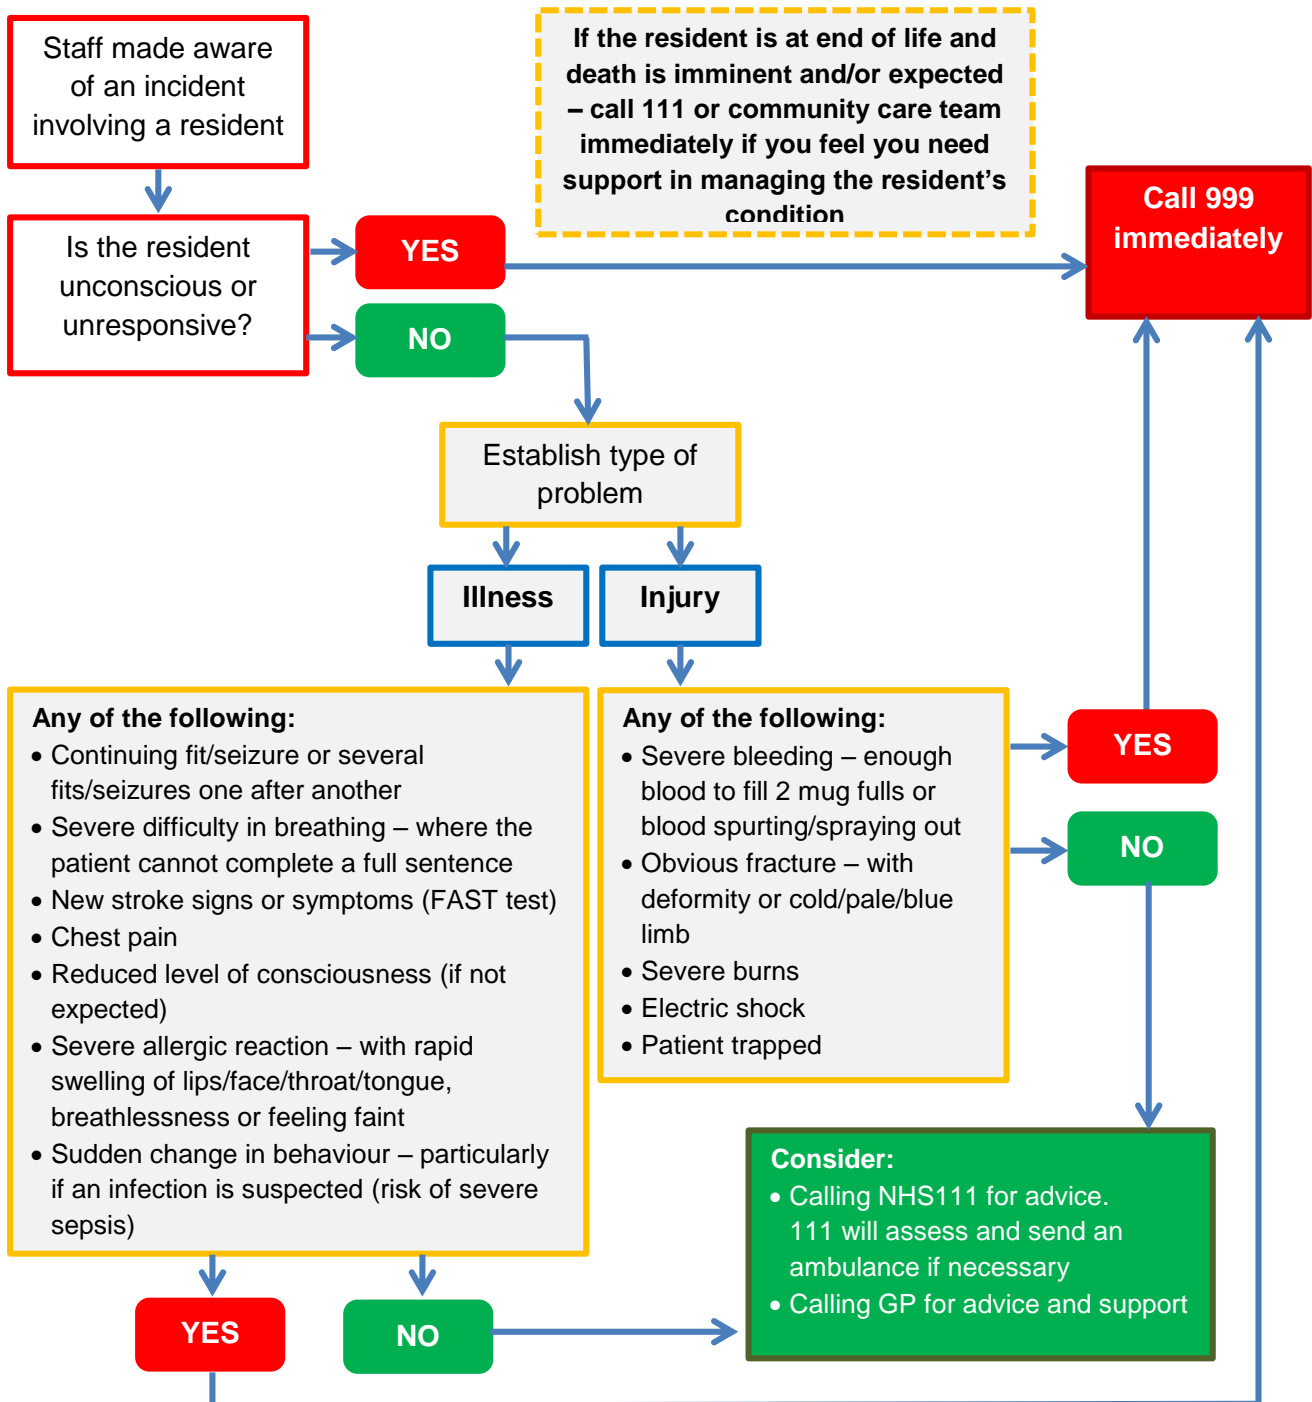 Staff made aware
of an incident
involving a resident
If the resident is at end of life and
death is imminent and/or expected
– call 111 or community care team
immediately if you feel you need
support in managing the resident’s
condition
Call 999
immediately
Is the resident
unconscious or
unresponsive?
YES
NO
Establish type of
problem
Illness
Injury
Any of the following:
• Continuing fit/seizure or several
fits/seizures one after another
• Severe difficulty in breathing – where the
patient cannot complete a full sentence
• New stroke signs or symptoms (FAST test)
• Chest pain
• Reduced level of consciousness (if not
expected)
• Severe allergic reaction – with rapid
swelling of lips/face/throat/tongue,
breathlessness or feeling faint
• Sudden change in behaviour – particularly
if an infection is suspected (risk of severe
sepsis)
Any of the following:
• Severe bleeding – enough
blood to fill 2 mug fulls or
blood spurting/spraying out
• Obvious fracture – with
deformity or cold/pale/blue
limb
• Severe burns
• Electric shock
• Patient trapped
YES
NO
Consider:
• Calling NHS111 for advice.
111 will assess and send an
ambulance if necessary
• Calling GP for advice and support
YES
NO